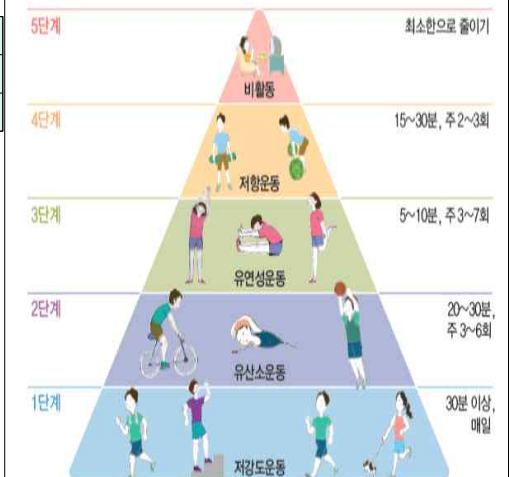 5단계
최소한으로 줄이기
비활동
4단계
15~30분, 주 2~3회
저항운동
3단계
5~10분, 주 3~7회
유연성운동
2단계
20~30분,
주 3~6회
유산소운동
1단계
30분 이상,
매일
저강도운동